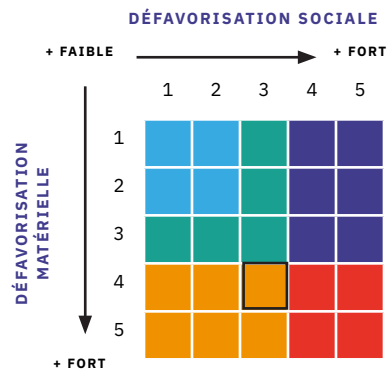 DÉFAVORISATION SOCIALE
+ FAIBLE
+ FORT
1 2 3 4 5
DÉFAVORISATION
MATÉRIELLE
1
2
3
4
5
+ FORT